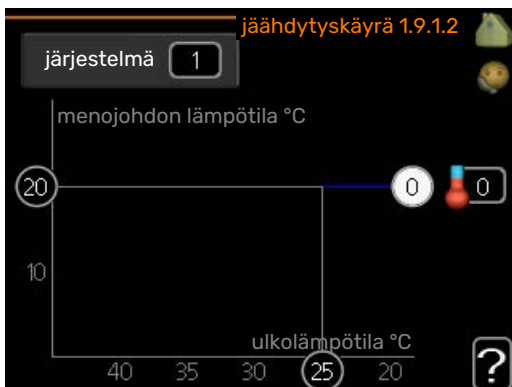 jäähdytyskäyrä 1.9.1.2
järjestelmä 1
menojohdon lämpötila °C
20 0 0
10
ulkolämpötila °C
40 35 30 25 20
?